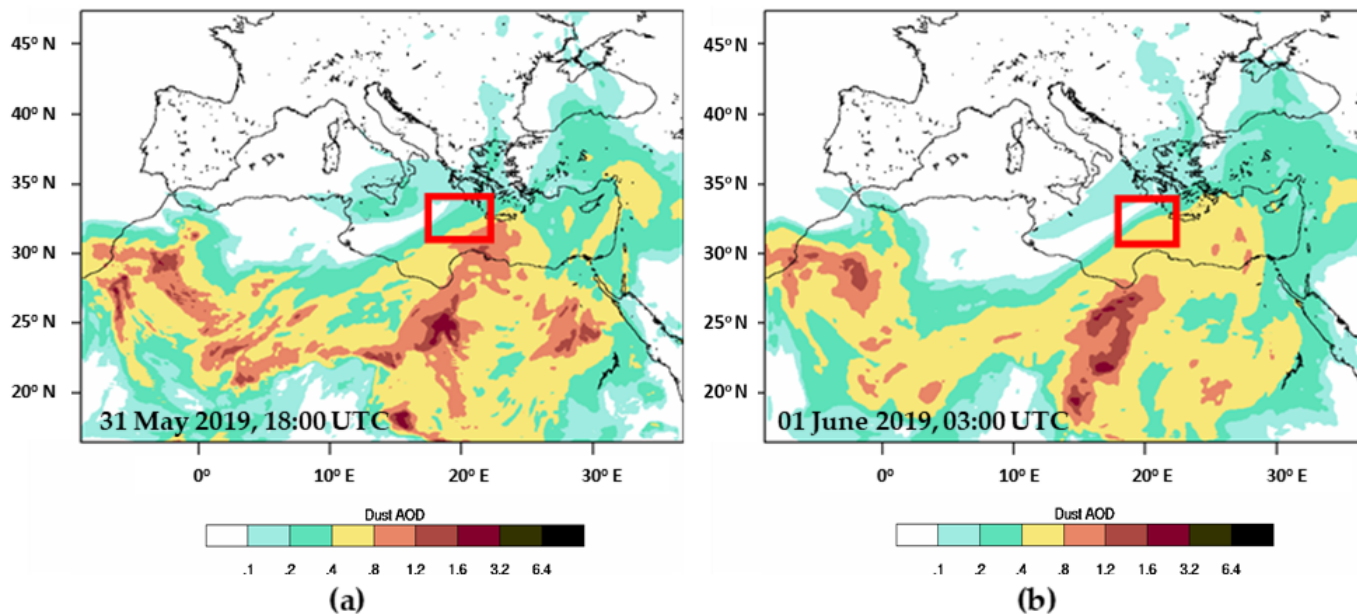 (a)
45° N
40° N
35° N
30° N
25° N
20° N
31 May 2019, 18:00 UTC
0° 10° E 20° E 30° E
Dust AOD
.1 .2 .4 .8 1.2 1.6 3.2 6.4
(a)
(b)
45° N
40° N
35° N
30° N
25° N
20° N
01 June 2019, 03:00 UTC
0° 10° E 20° E 30° E
Dust AOD
.1 .2 .4 .8 1.2 1.6 3.2 6.4
(b)